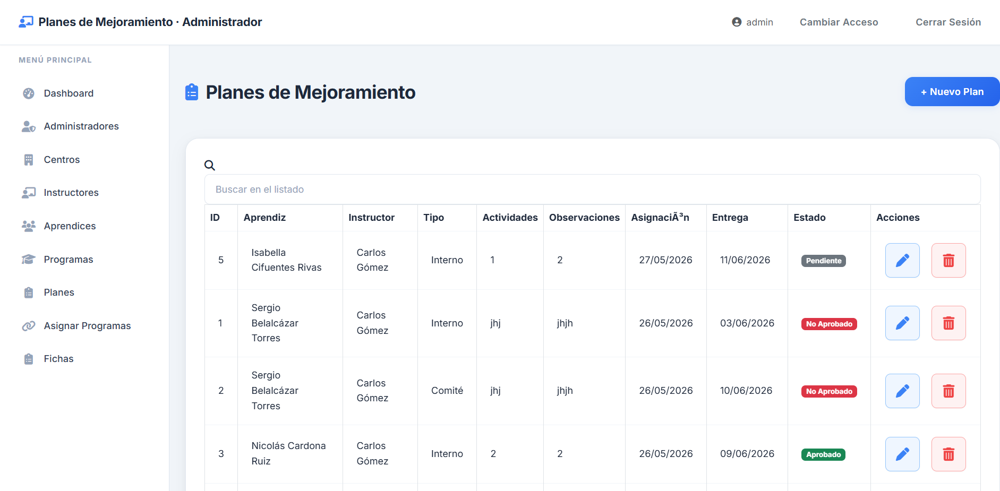 Planes de Mejoramiento · Administrador
admin
Cambiar Acceso
Cerrar Sesión
MENÚ PRINCIPAL
Dashboard
Administradores
Centros
Instructores
Aprendices
Programas
Planes
Asignar Programas
Fichas
Planes de Mejoramiento
+ Nuevo Plan
Buscar en el listado
ID Aprendiz Instructor Tipo Actividades Observaciones AsignaciÃ³n Entrega Estado Acciones
5 Isabella Cifuentes Rivas Carlos Gómez Interno 1 2 27/05/2026 11/06/2026 Pendiente
1 Sergio Belalcázar Torres Carlos Gómez Interno jhj jhjh 26/05/2026 03/06/2026 No Aprobado
2 Sergio Belalcázar Torres Carlos Gómez Comité jhj jhjh 26/05/2026 10/06/2026 No Aprobado
3 Nicolás Cardona Ruiz Carlos Gómez Interno 2 2 26/05/2026 09/06/2026 Aprobado